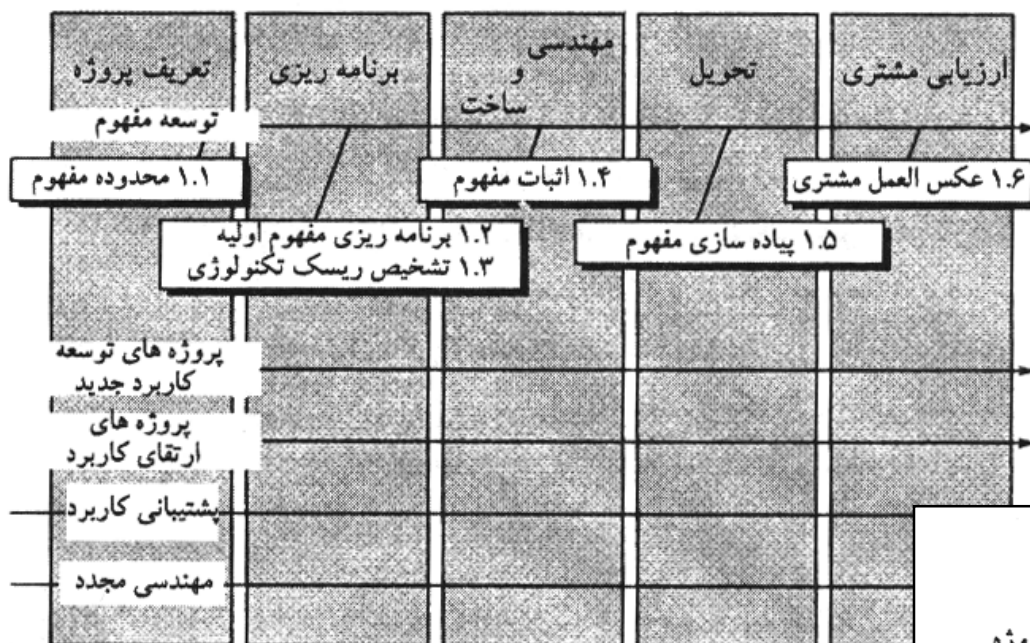 تعریف پروژه
برنامه ریزی
مهندسی
و
ساخت
تحویل
ارزیابی مشتری
توسعه مفهوم
۱.۱ محدوده مفهوم
۱.۲ برنامه ریزی مفهوم اولیه
۱.۳ تشخیص ریسک تکنولوژی
۱.۴ اثبات مفهوم
۱.۵ پیاده سازی مفهوم
۱.۶ عکس العمل مشتری
پروژه های توسعه
کاربرد جدید
پروژه های
ارتقای کاربرد
پشتیبانی کاربرد
مهندسی مجدد